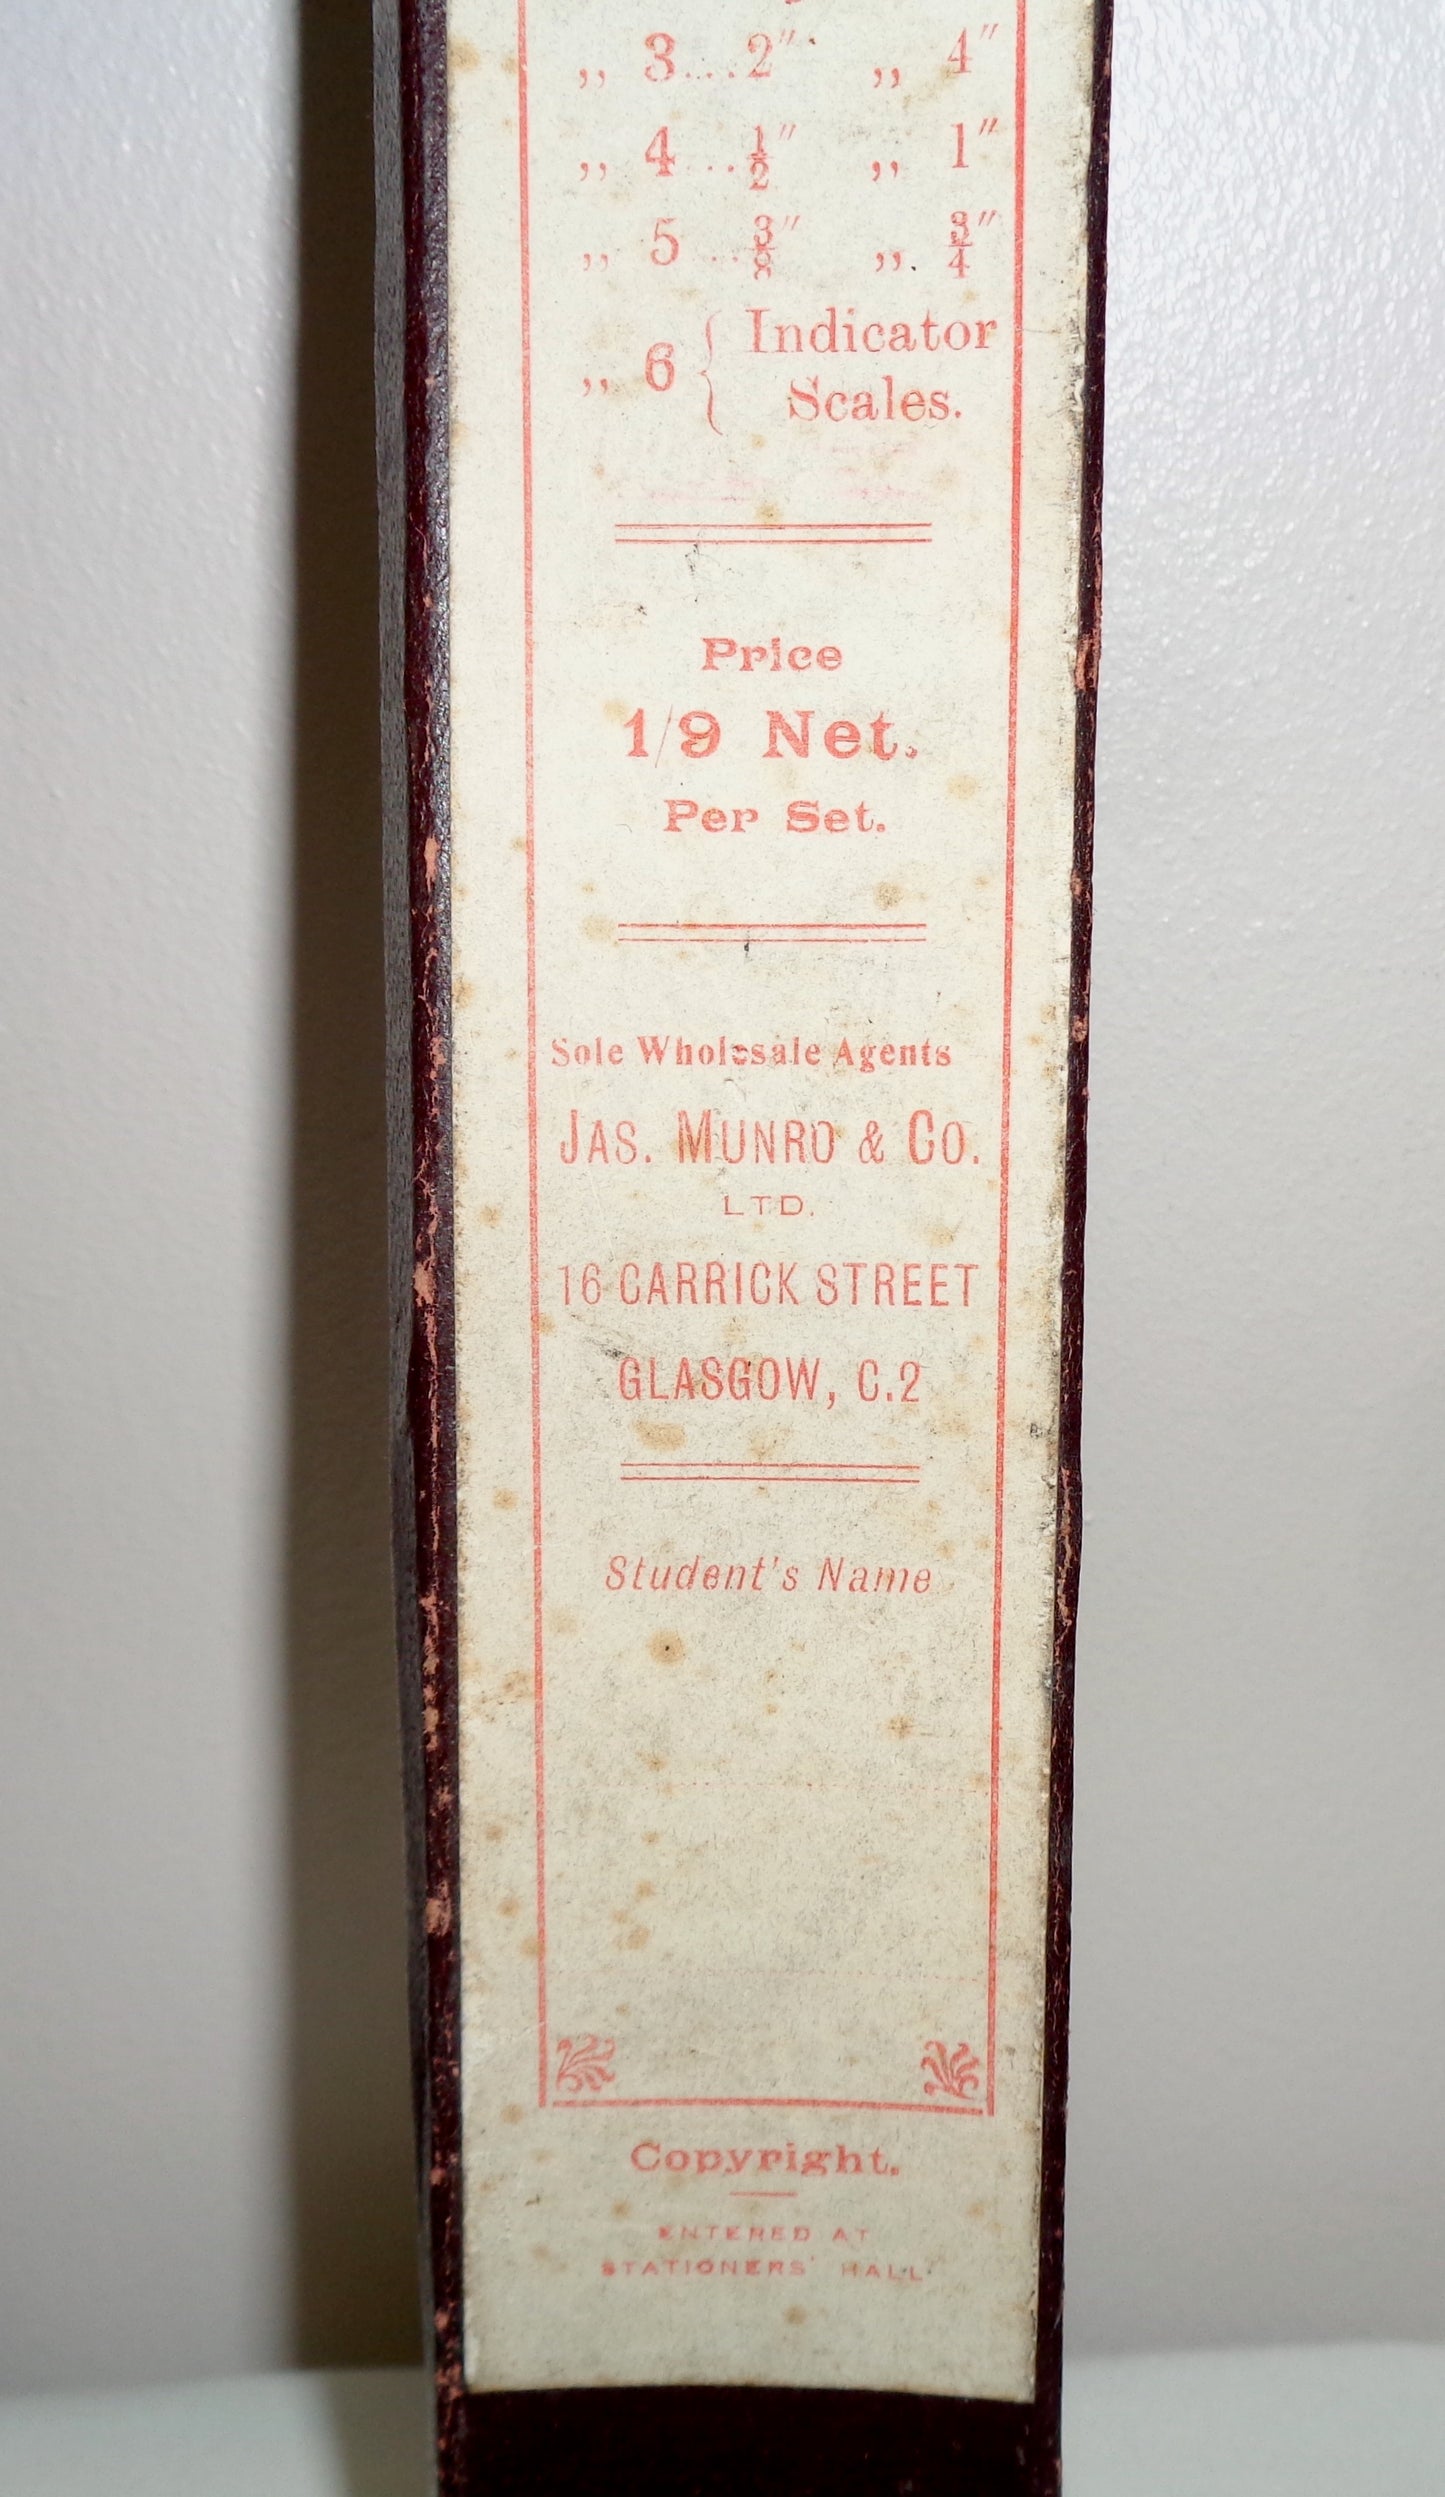 ,, 3...2″ ,, 4″
,, 4...½″ ,, 1″
,, 5...⅜″ ,, ¾″
,, 6 { Indicator
Scales.
Price
1/9 Net.
Per Set.
Sole Wholesale Agents
JAS. MUNRO & CO.
LTD.
16 CARRICK STREET
GLASGOW, C.2
Student's Name
Copyright.
ENTERED AT
STATIONERS' HALL